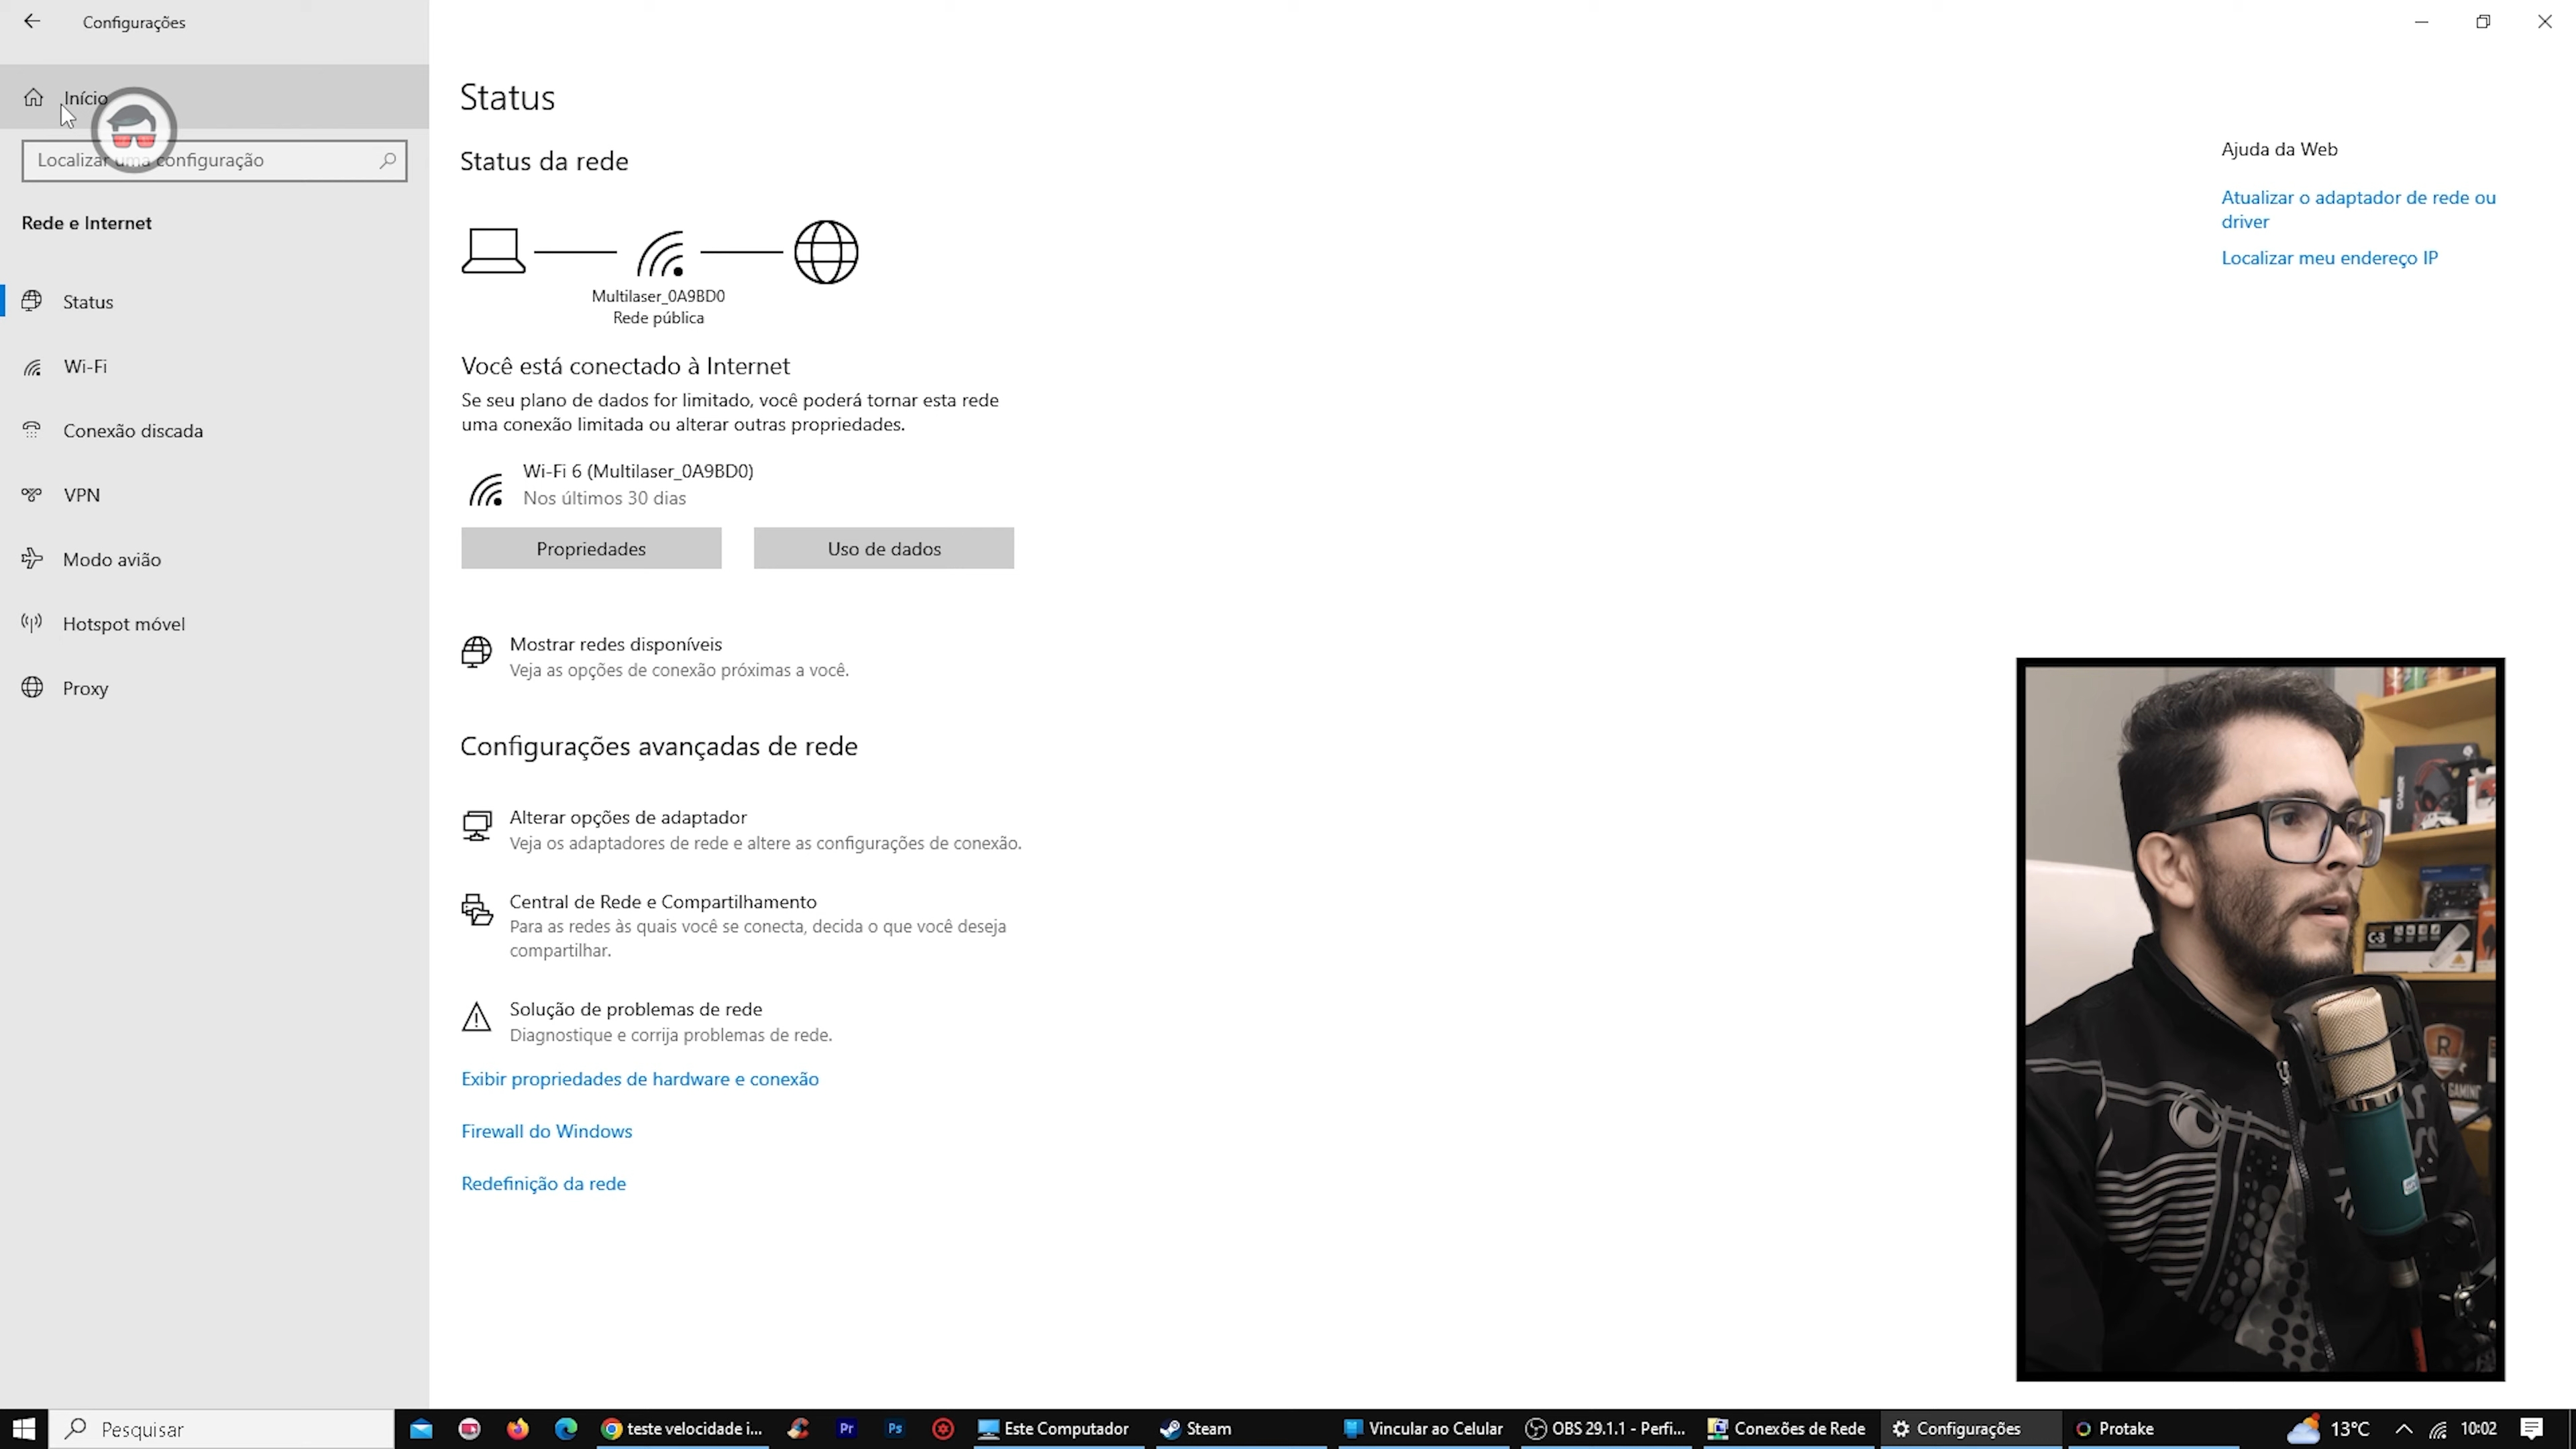 Configurações
Início
Localizar uma configuração
Rede e Internet
Status
Wi-Fi
Conexão discada
VPN
Modo avião
Hotspot móvel
Proxy
Status
Status da rede
Multilaser_0A9BD0
Rede pública
Você está conectado à Internet
Se seu plano de dados for limitado, você poderá tornar esta rede
uma conexão limitada ou alterar outras propriedades.
Wi-Fi 6 (Multilaser_0A9BD0)
Nos últimos 30 dias
Propriedades
Uso de dados
Mostrar redes disponíveis
Veja as opções de conexão próximas a você.
Configurações avançadas de rede
Alterar opções de adaptador
Veja os adaptadores de rede e altere as configurações de conexão.
Central de Rede e Compartilhamento
Para as redes às quais você se conecta, decida o que você deseja
compartilhar.
Solução de problemas de rede
Diagnostique e corrija problemas de rede.
Exibir propriedades de hardware e conexão
Firewall do Windows
Redefinição da rede
Ajuda da Web
Atualizar o adaptador de rede ou
driver
Localizar meu endereço IP
GAMER
C-3
R
GAMING
Pesquisar
teste velocidade i...
Pr
Ps
Este Computador
Steam
Vincular ao Celular
OBS 29.1.1 - Perfi...
Conexões de Rede
Configurações
Protake
13°C
10:02